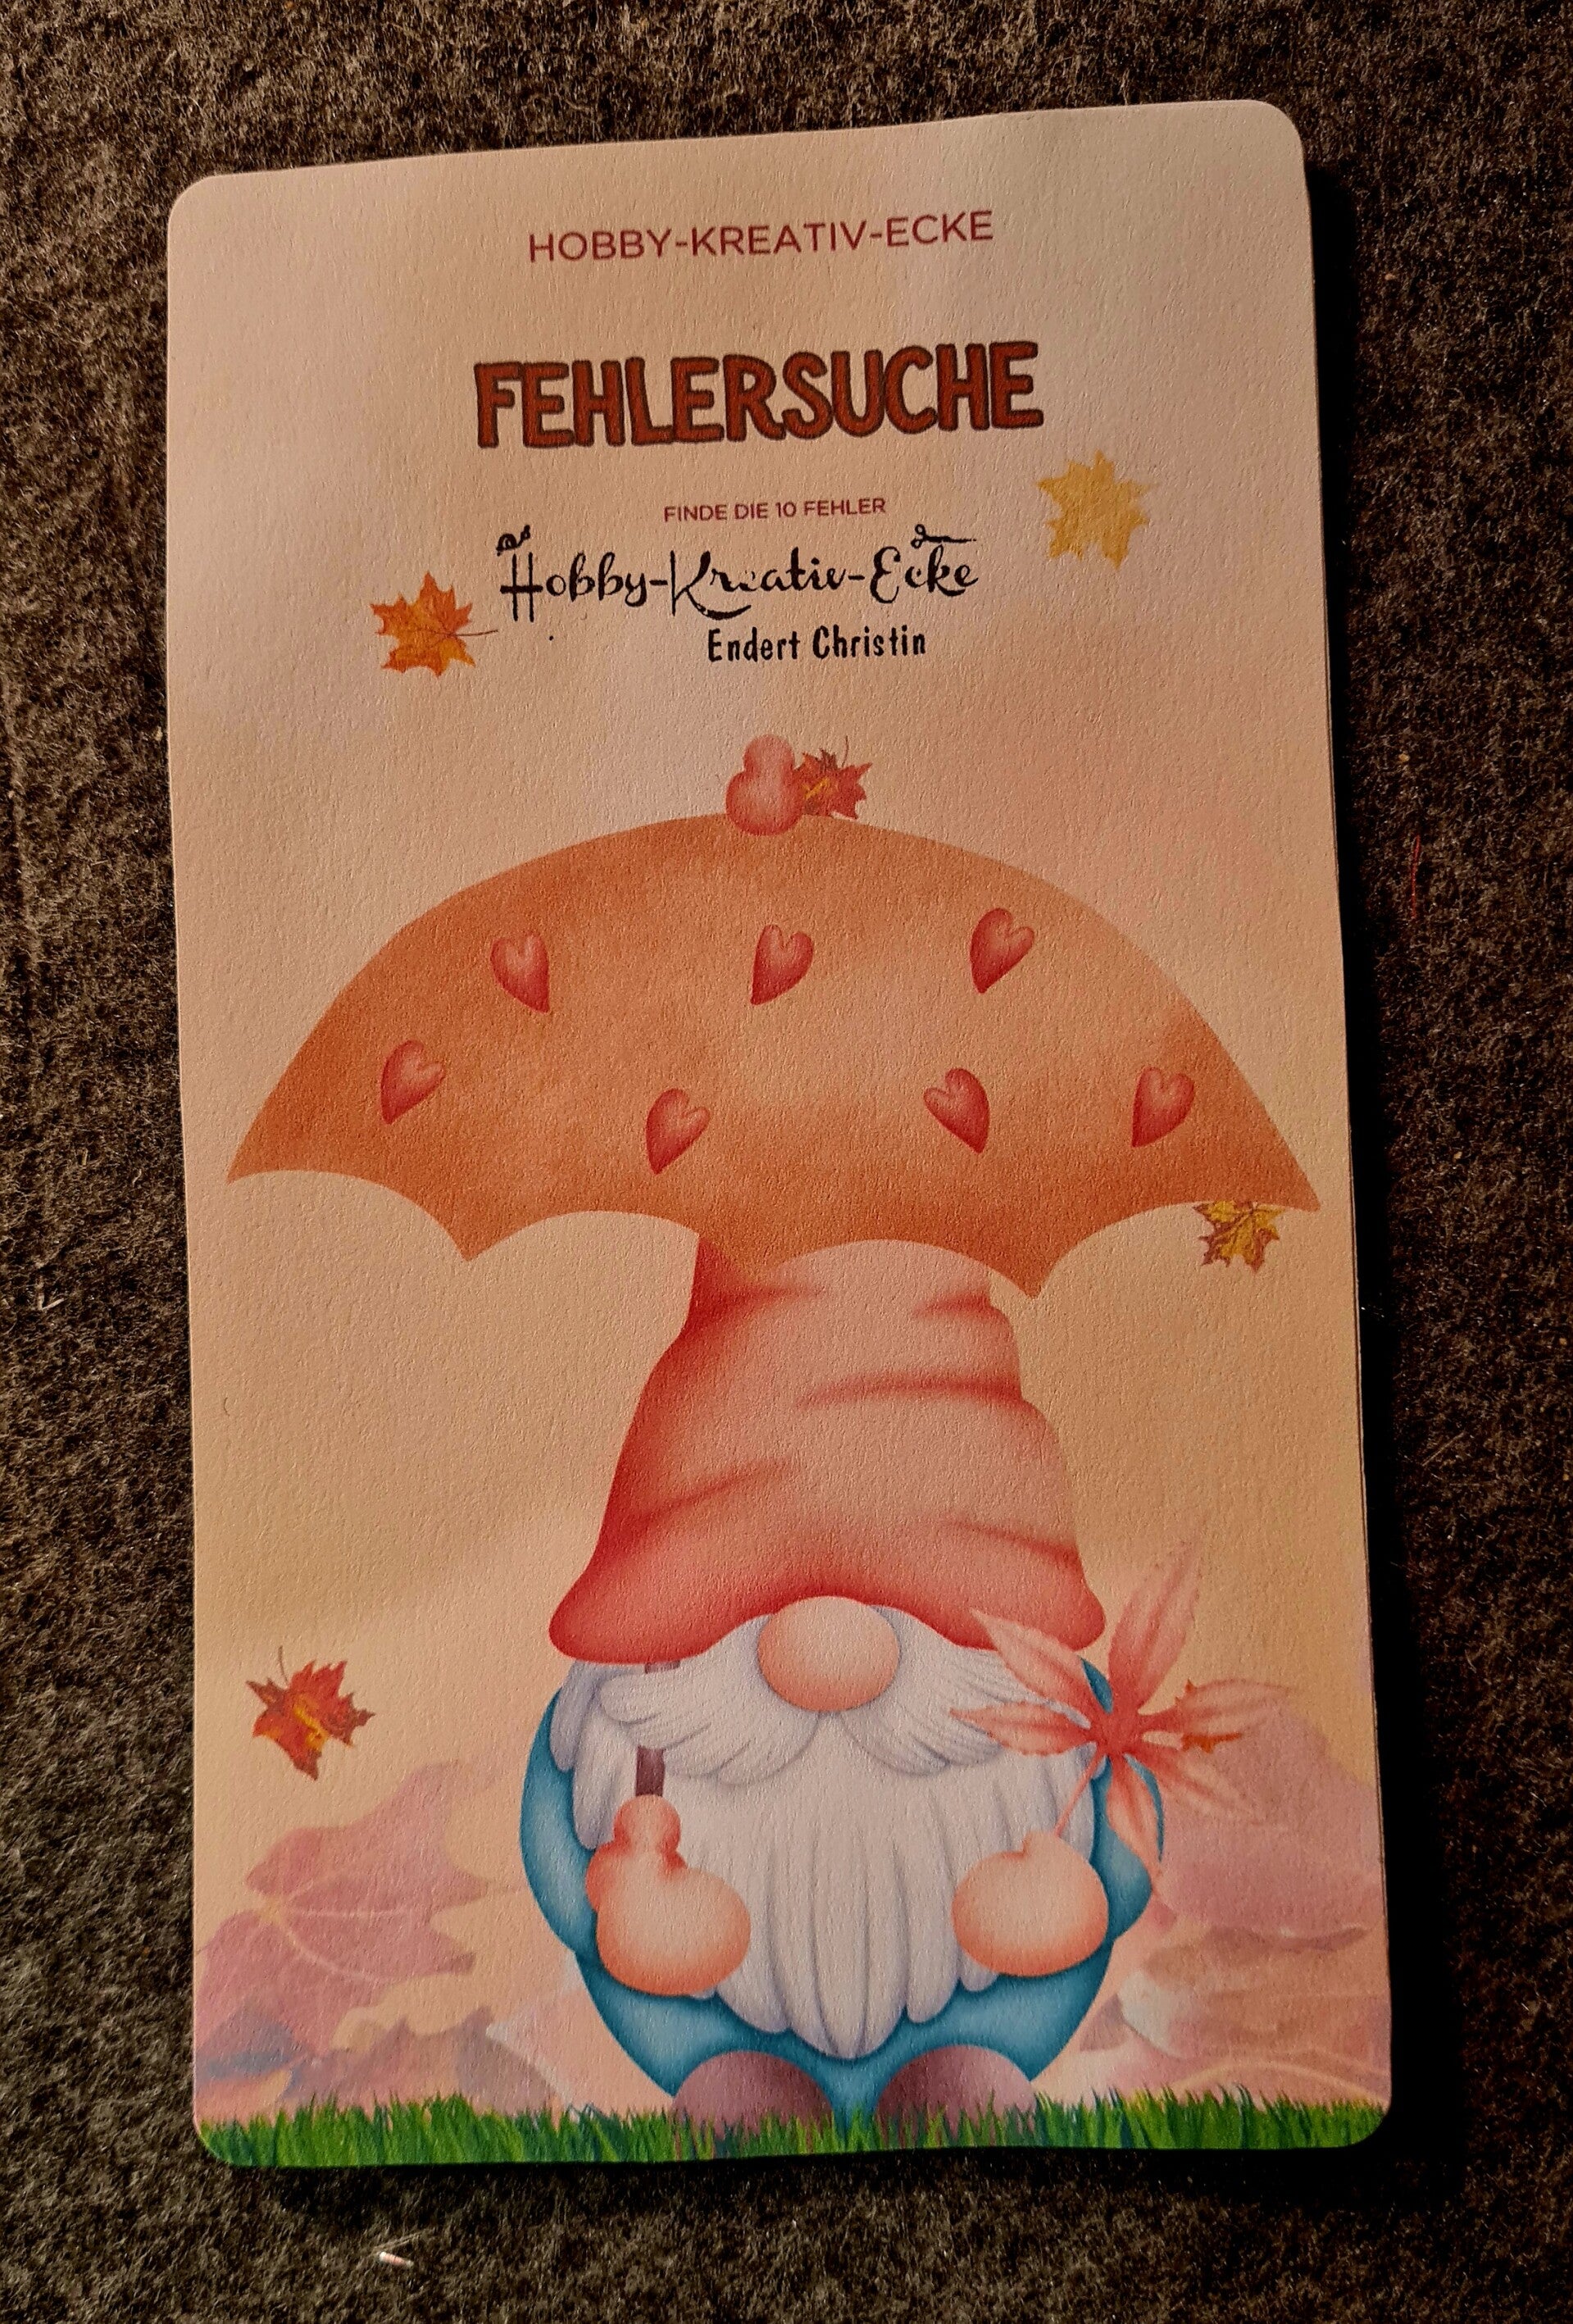 HOBBY-KREATIV-ECKE
FEHLERSUCHE
FINDE DIE 10 FEHLER
Hobby-Kreativ-Ecke
Endert Christin